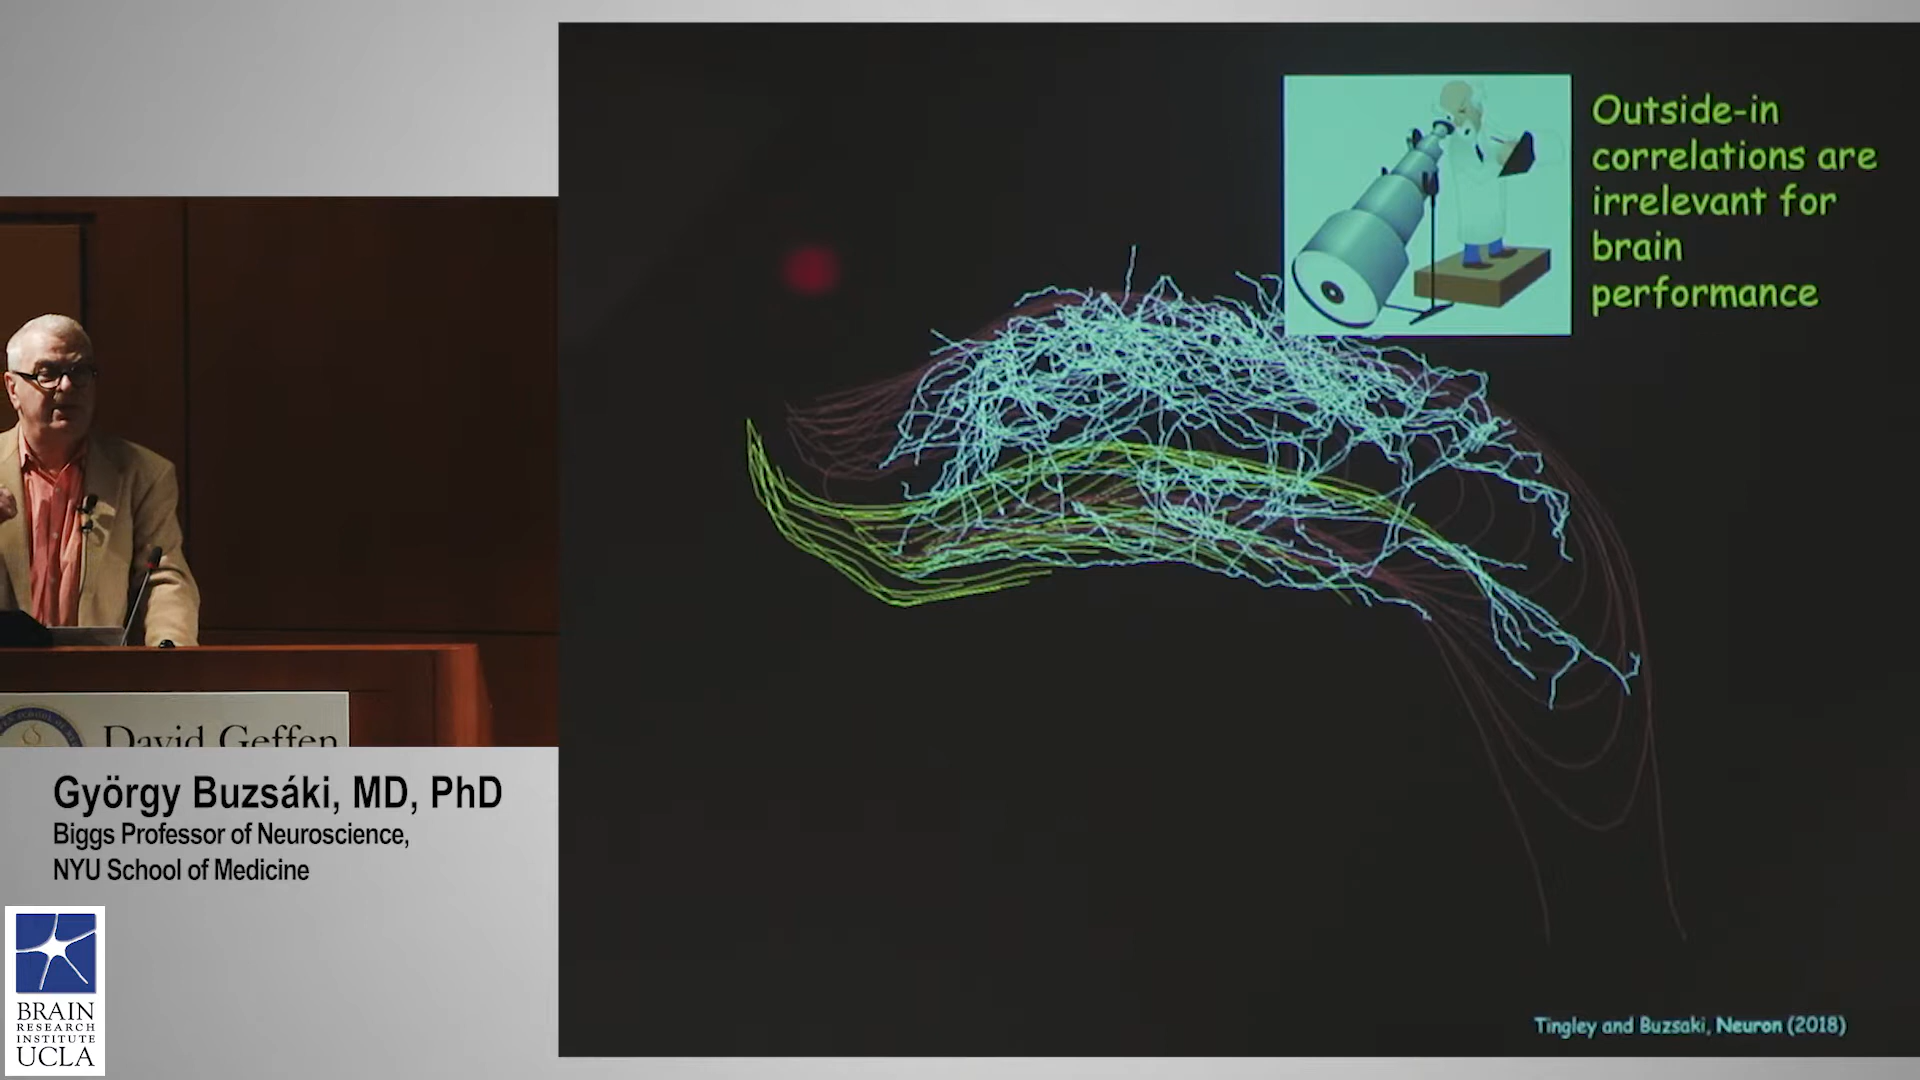 Outside-in
correlations are
irrelevant for
brain
performance
David Geffen
György Buzsáki, MD, PhD
Biggs Professor of Neuroscience,
NYU School of Medicine
BRAIN
RESEARCH
INSTITUTE
UCLA
Tingley and Buzsaki, Neuron (2018)